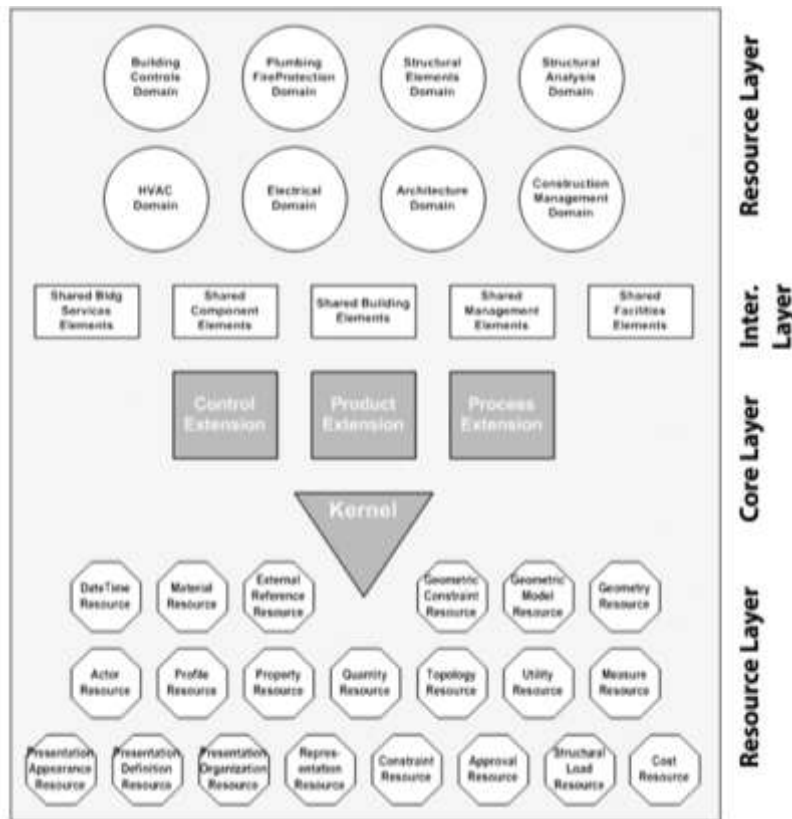 Building
Controls
Domain
Plumbing
FireProtection
Domain
Structural
Elements
Domain
Structural
Analysis
Domain
HVAC
Domain
Electrical
Domain
Architecture
Domain
Construction
Management
Domain
Resource Layer
Shared Bldg
Services
Elements
Shared
Component
Elements
Shared Building
Elements
Shared
Management
Elements
Shared
Facilities
Elements
Inter.
Layer
Control
Extension
Product
Extension
Process
Extension
Core Layer
Kernel
DateTime
Resource
Material
Resource
External
Reference
Resource
Geometric
Constraint
Resource
Geometric
Model
Resource
Geometry
Resource
Actor
Resource
Profile
Resource
Property
Resource
Quantity
Resource
Topology
Resource
Utility
Resource
Measure
Resource
Presentation
Appearance
Resource
Presentation
Definition
Resource
Presentation
Organization
Resource
Repres-
entation
Resource
Constraint
Resource
Approval
Resource
Structural
Load
Resource
Cost
Resource
Resource Layer